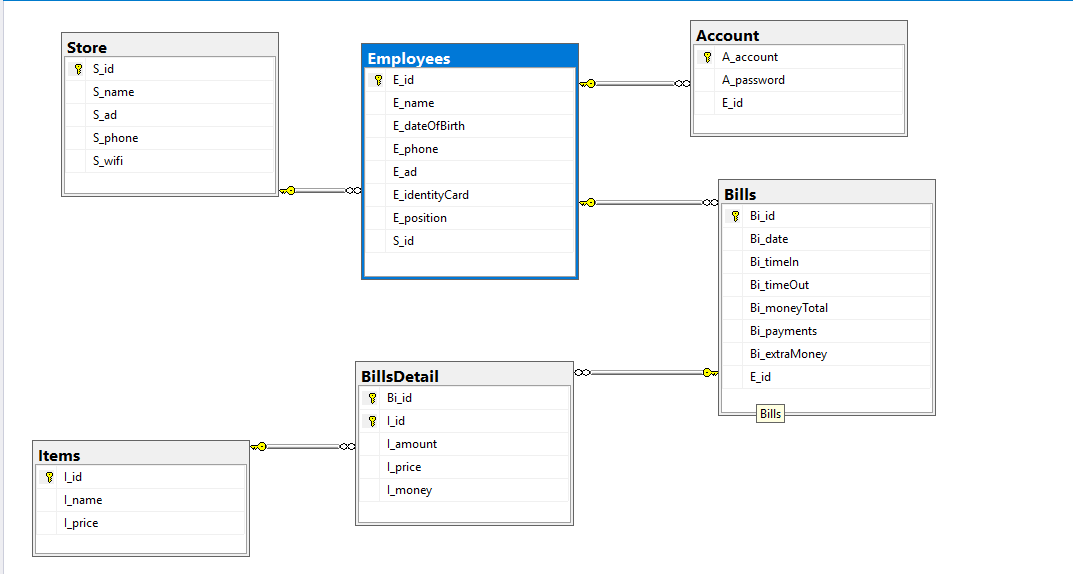 Store
S_id
S_name
S_ad
S_phone
S_wifi
Employees
E_id
E_name
E_dateOfBirth
E_phone
E_ad
E_identityCard
E_position
S_id
Account
A_account
A_password
E_id
Bills
Bi_id
Bi_date
Bi_timeIn
Bi_timeOut
Bi_moneyTotal
Bi_payments
Bi_extraMoney
E_id
Bills
BillsDetail
Bi_id
I_id
I_amount
I_price
I_money
Items
I_id
I_name
I_price